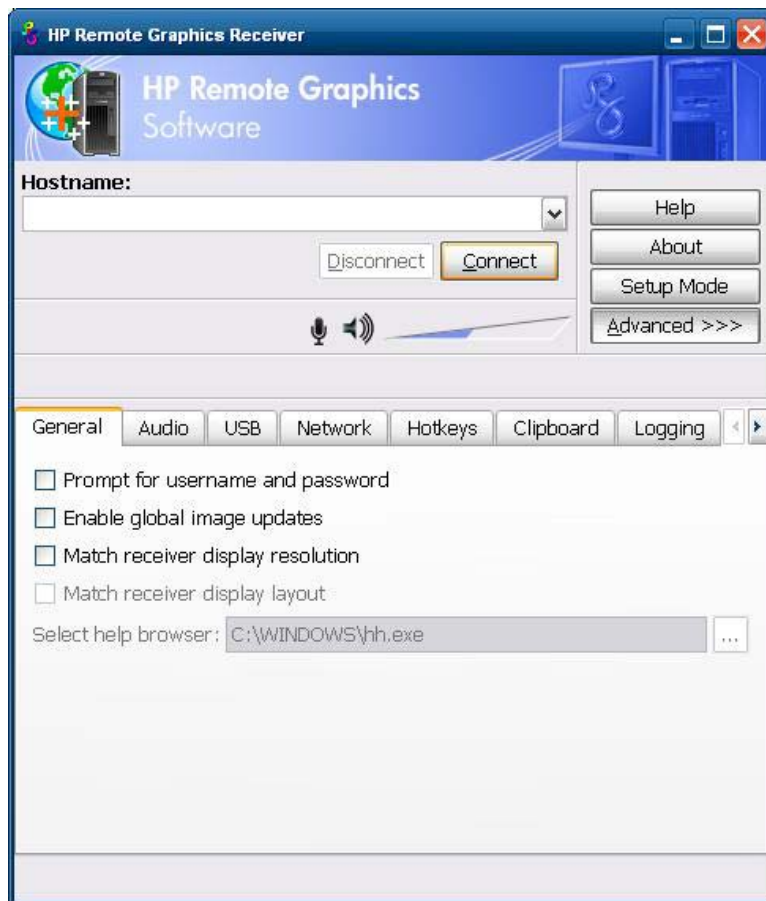 HP Remote Graphics Receiver
HP Remote Graphics
Software
Hostname:
Disconnect
Connect
Help
About
Setup Mode
Advanced >>>
General
Audio
USB
Network
Hotkeys
Clipboard
Logging
Prompt for username and password
Enable global image updates
Match receiver display resolution
Match receiver display layout
Select help browser: C:\WINDOWS\hh.exe ...